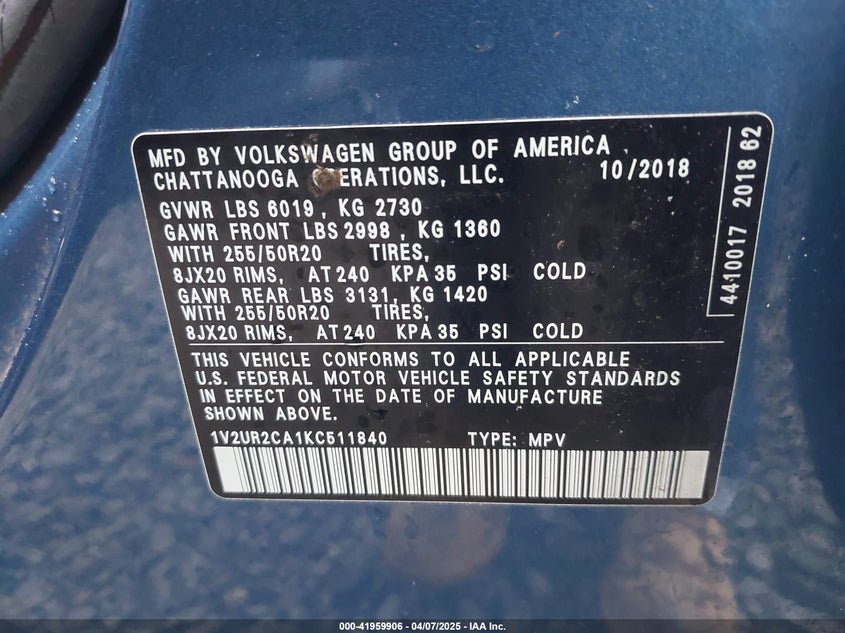 MFD BY VOLKSWAGEN GROUP OF AMERICA
CHATTANOOGA ERATIONS, LLC. 10/2018
GVWR LBS 6019, KG 2730
GAWR FRONT LBS 2998, KG 1360
WITH 255/50R20 TIRES,
8JX20 RIMS, AT 240 KPA 35 PSI COLD
GAWR REAR LBS 3131, KG 1420
WITH 255/50R20 TIRES,
8JX20 RIMS, AT 240 KPA 35 PSI COLD
THIS VEHICLE CONFORMS TO ALL APPLICABLE
U.S. FEDERAL MOTOR VEHICLE SAFETY STANDARDS
IN EFFECT ON THE DATE OF MANUFACTURE
SHOWN ABOVE.
1V2UR2CA1KC511840 TYPE: MPV
4410017 2018 62
000-41959906 - 04/07/2025 - IAA Inc.